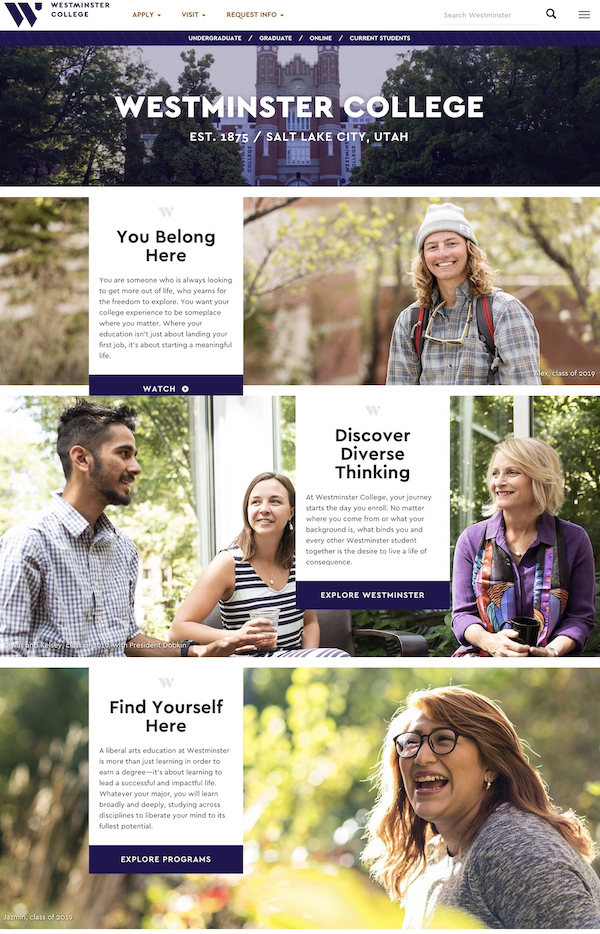 WESTMINSTER
COLLEGE
APPLY
VISIT
REQUEST INFO
Search Westminster
UNDERGRADUATE / GRADUATE / ONLINE / CURRENT STUDENTS
WESTMINSTER COLLEGE
EST. 1875 / SALT LAKE CITY, UTAH
You Belong
Here
You are someone who is always looking
to get more out of life, who yearns for
the freedom to explore. You want your
college experience to be someplace
where you matter. Where your
education isn't just about landing your
first job, it's about starting a meaningful
life.
WATCH
Alex, class of 2019
Discover
Diverse
Thinking
At Westminster College, your journey
starts the day you enroll. No matter
where you come from or what your
background is, what binds you and
every other Westminster student
together is the desire to live a life of
consequence.
EXPLORE WESTMINSTER
and Kelsey, class of 2019, with President Dobkin
Find Yourself
Here
A liberal arts education at Westminster
is more than just learning in order to
earn a degree—it's about learning to
lead a successful and impactful life.
Whatever your major, you will learn
broadly and deeply, studying across
disciplines to liberate your mind to its
fullest potential.
EXPLORE PROGRAMS
Jazmin, class of 2019